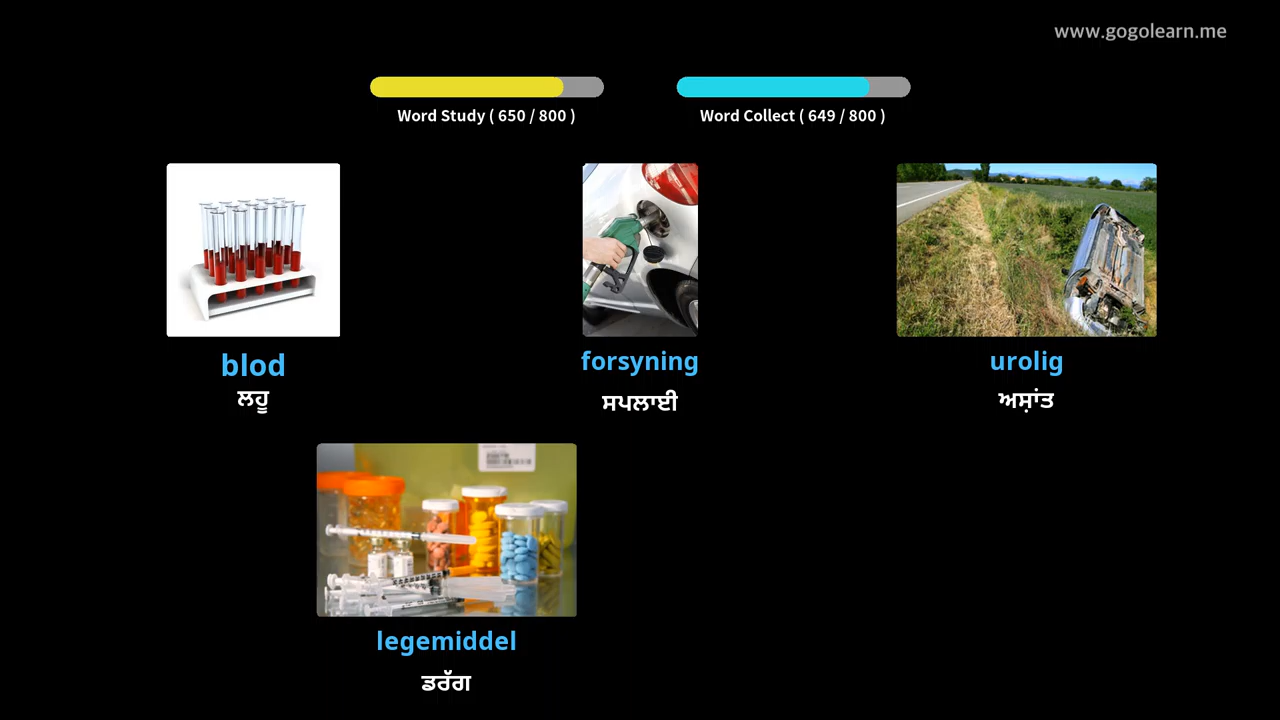 www.gogolearn.me
Word Study ( 650 / 800 )
Word Collect ( 649 / 800 )
blod
ਲਹੂ
forsyning
ਸਪਲਾਈ
urolig
ਅਸ਼ਾਂਤ
legemiddel
ਡਰੱਗ